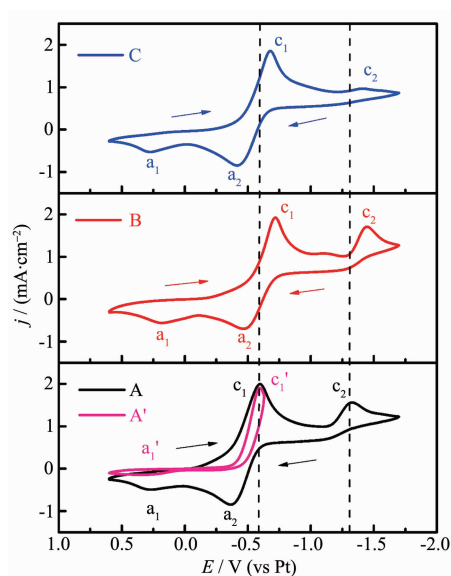 C
c₁
c₂
2
1
0
-1
a₁
a₂
B
c₁
c₂
2
1
0
-1
a₁
a₂
j / (mA·cm⁻²)
A
A'
c₁
c₁'
c₂
2
1
0
-1
a₁'
a₁
a₂
1.0 0.5 0.0 -0.5 -1.0 -1.5 -2.0
E / V (vs Pt)